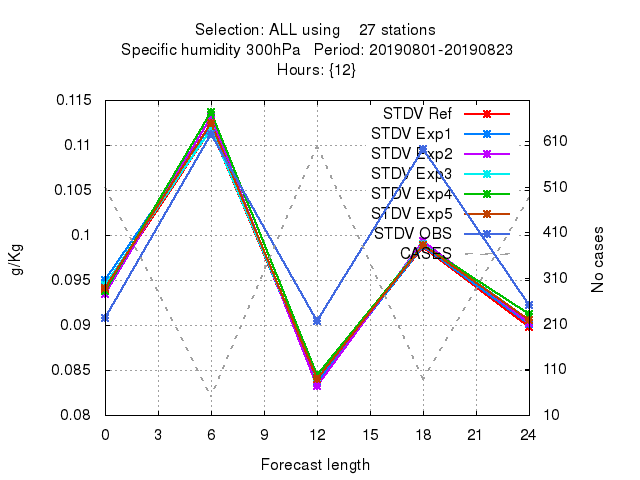 Selection: ALL using 27 stations
Specific humidity 300hPa Period: 20190801-20190823
Hours: {12}
0.115
0.11
0.105
0.1
0.095
0.09
0.085
0.08
g/Kg
STDV Ref
STDV Exp1
STDV Exp2
STDV Exp3
STDV Exp4
STDV Exp5
STDV OBS
CASES
610
510
410
310
210
110
10
No cases
0 3 6 9 12 15 18 21 24
Forecast length